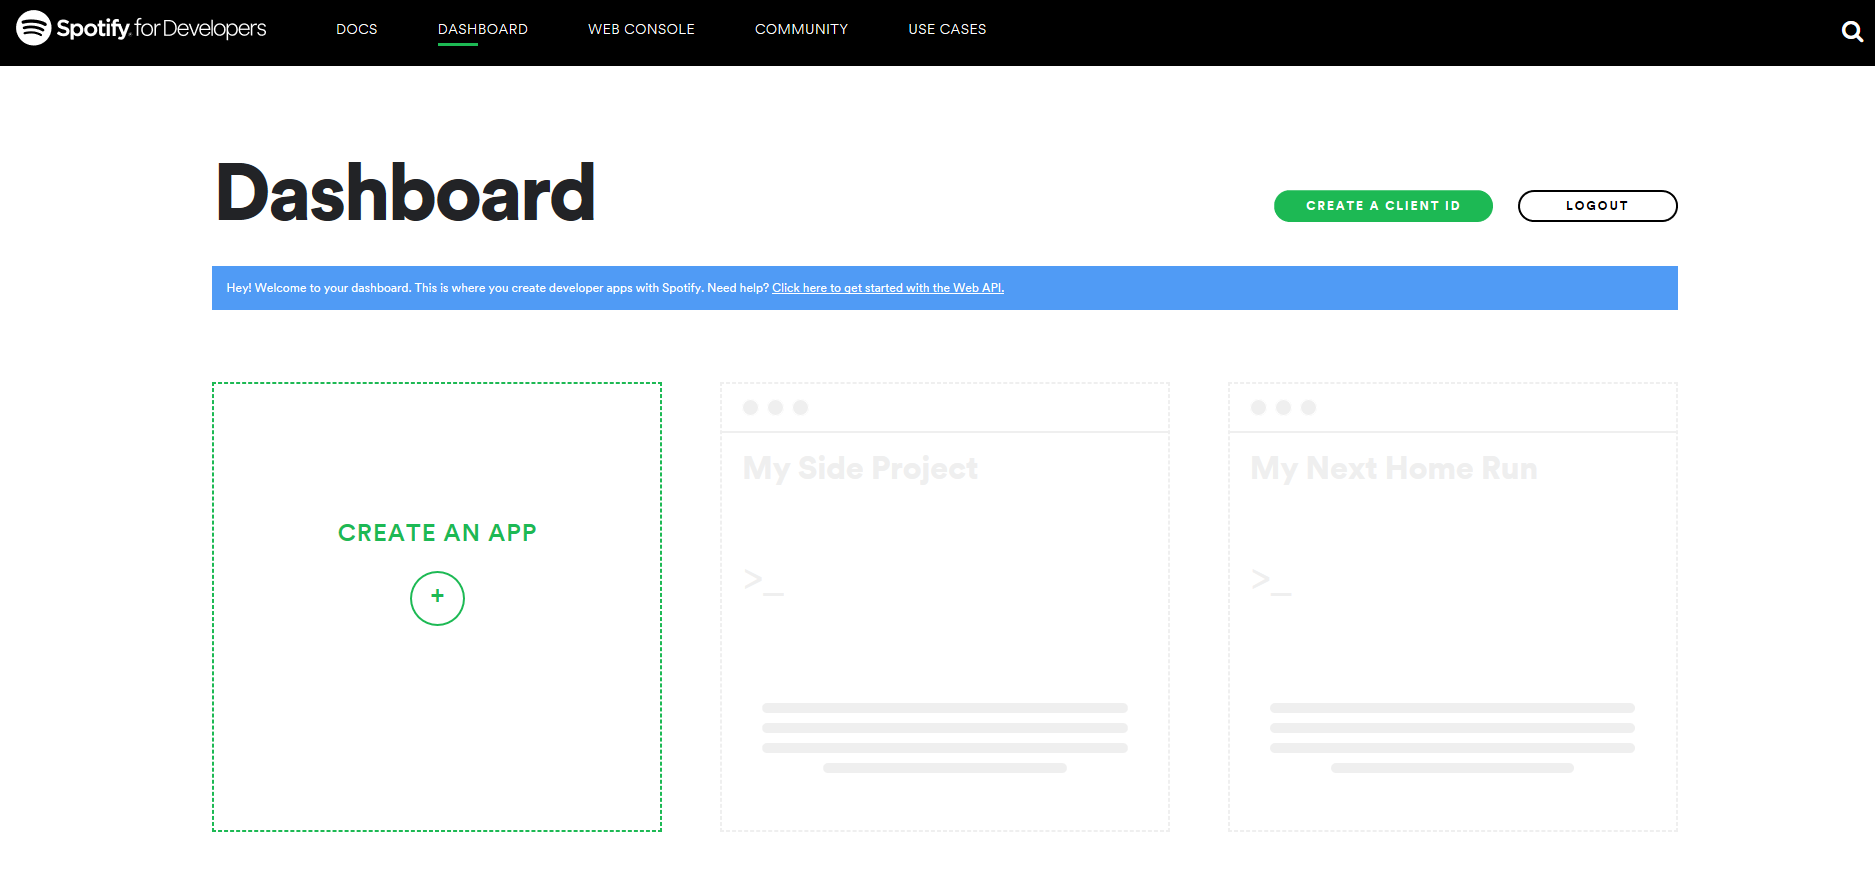 Spotify for Developers
DOCS
DASHBOARD
WEB CONSOLE
COMMUNITY
USE CASES
Dashboard
CREATE A CLIENT ID
LOGOUT
Hey! Welcome to your dashboard. This is where you create developer apps with Spotify. Need help? Click here to get started with the Web API.
CREATE AN APP
+
My Side Project
>_
My Next Home Run
>_